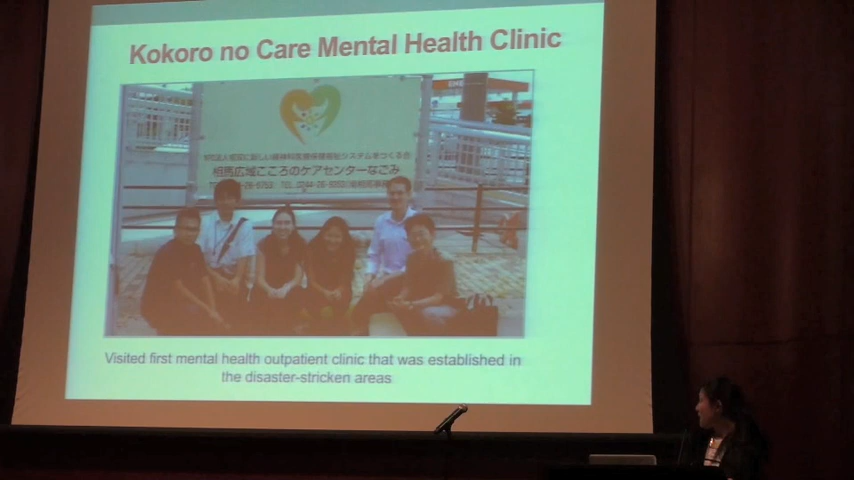 Kokoro no Care Mental Health Clinic
相馬広域こころのケアセンターなごみ
Visited first mental health outpatient clinic that was established in
the disaster-stricken areas